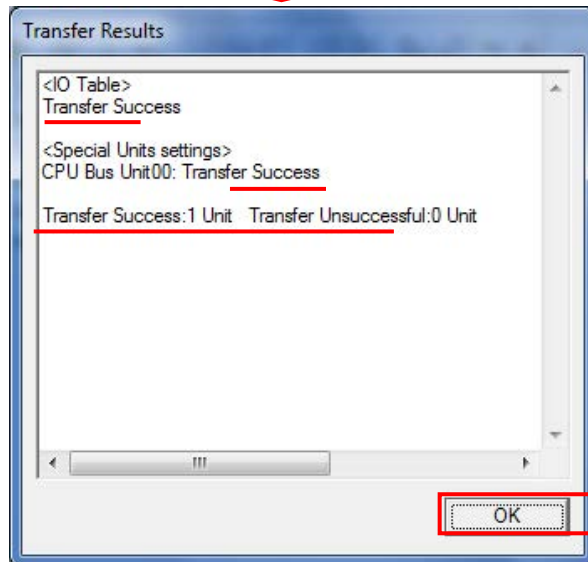 Transfer Results
<IO Table>
Transfer Success
<Special Units settings>
CPU Bus Unit00: Transfer Success
Transfer Success:1 Unit   Transfer Unsuccessful:0 Unit
OK